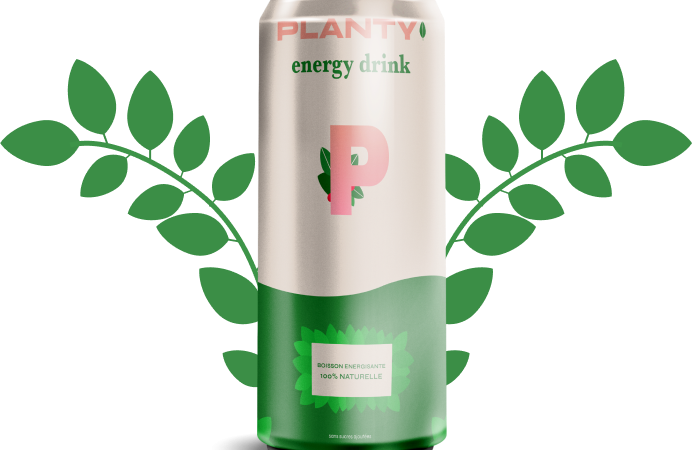 PLANTY
energy drink
P
BOISSON ENERGISANTE
100% NATURELLE